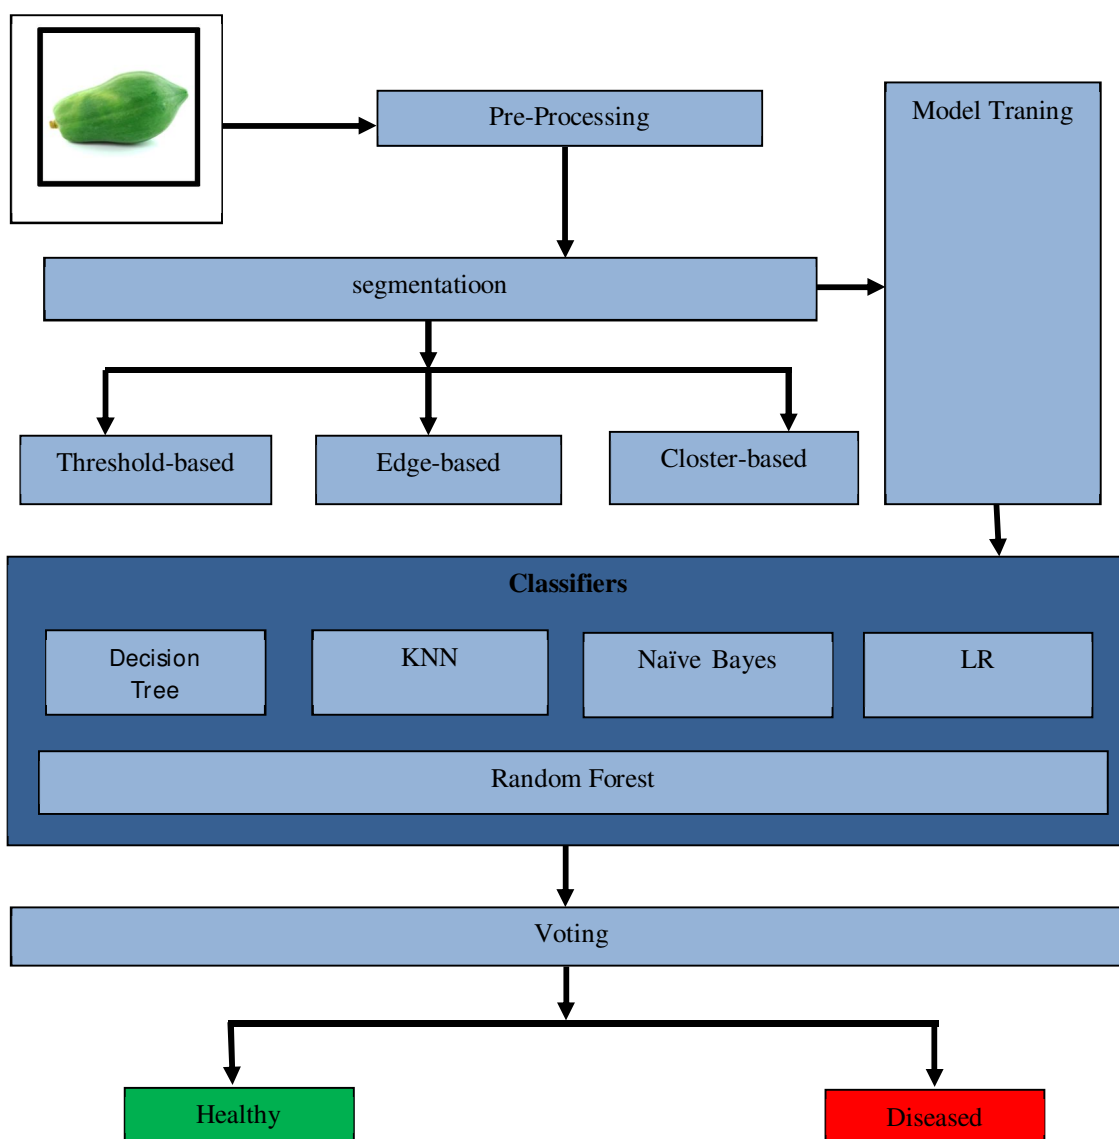 Pre-Processing
Model Traning
segmentatioon
Threshold-based
Edge-based
Closter-based
Classifiers
Decision
Tree
KNN
Naïve Bayes
LR
Random Forest
Voting
Healthy
Diseased